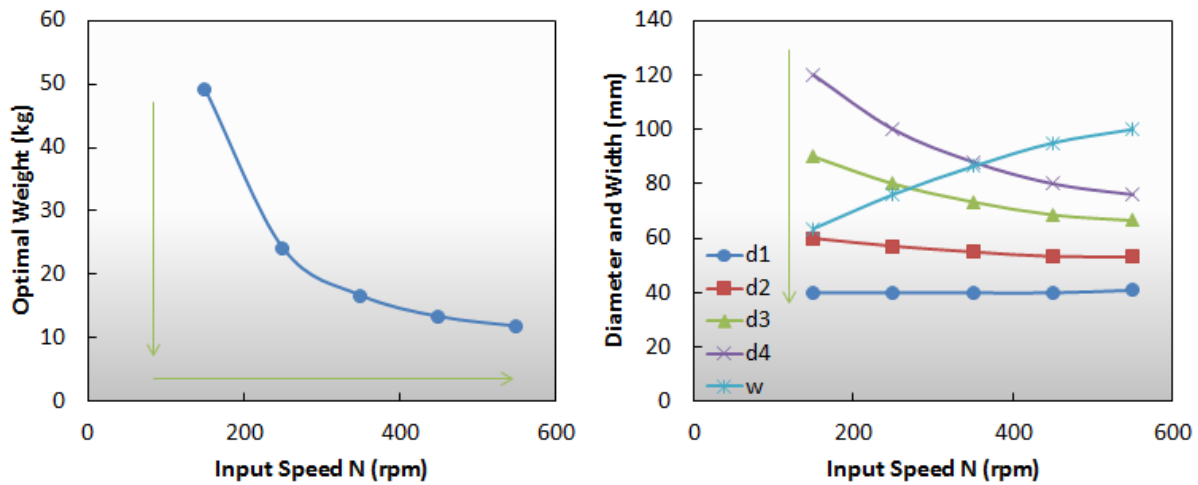 60
50
40
30
20
10
0
Optimal Weight (kg)
0 200 400 600
Input Speed N (rpm)
140
120
100
80
60
40
20
0
Diameter and Width (mm)
d1
d2
d3
d4
w
0 200 400 600
Input Speed N (rpm)